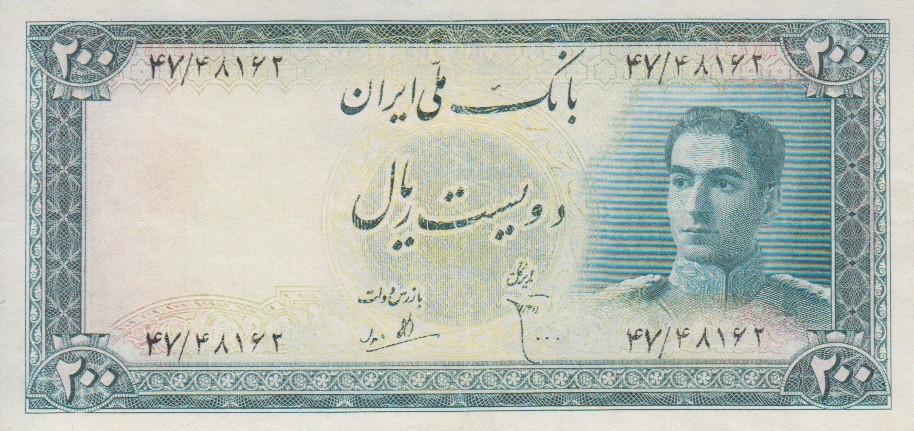 ۲۰۰ ۲۰۰
۴۷/۴۸۱۶۲ ۴۷/۴۸۱۶۲
بانک ملّی ایران
دویست ریال
مدیر کل
بازرس دولت
۴۷/۴۸۱۶۲ ۴۷/۴۸۱۶۲
۲۰۰ ۲۰۰